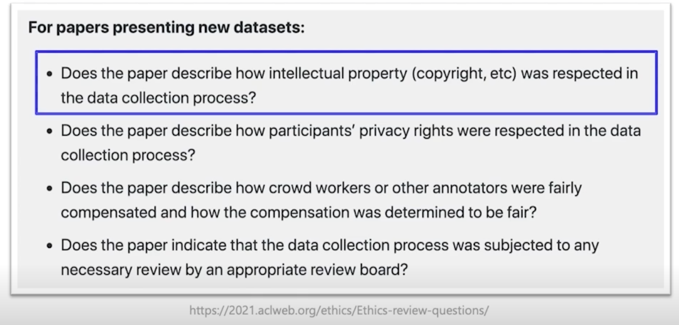 For papers presenting new datasets:
• Does the paper describe how intellectual property (copyright, etc) was respected in
the data collection process?
• Does the paper describe how participants' privacy rights were respected in the data
collection process?
• Does the paper describe how crowd workers or other annotators were fairly
compensated and how the compensation was determined to be fair?
• Does the paper indicate that the data collection process was subjected to any
necessary review by an appropriate review board?
https://2021.aclweb.org/ethics/Ethics-review-questions/